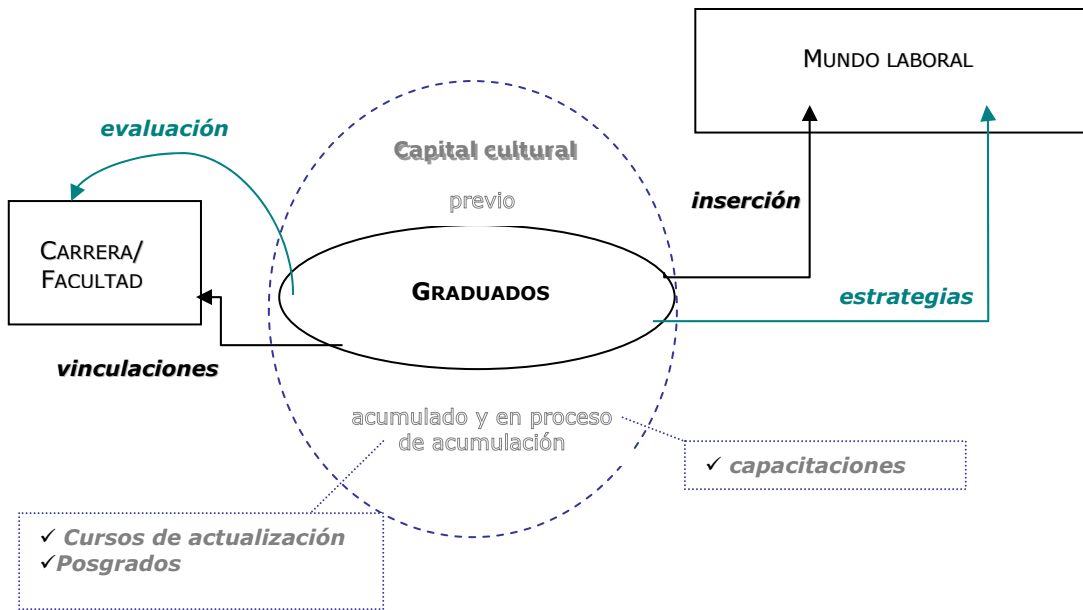 MUNDO LABORAL
evaluación
Capital cultural
previo
inserción
CARRERA/
FACULTAD
GRADUADOS
estrategias
vinculaciones
acumulado y en proceso
de acumulación
✓ capacitaciones
✓ Cursos de actualización
✓Posgrados